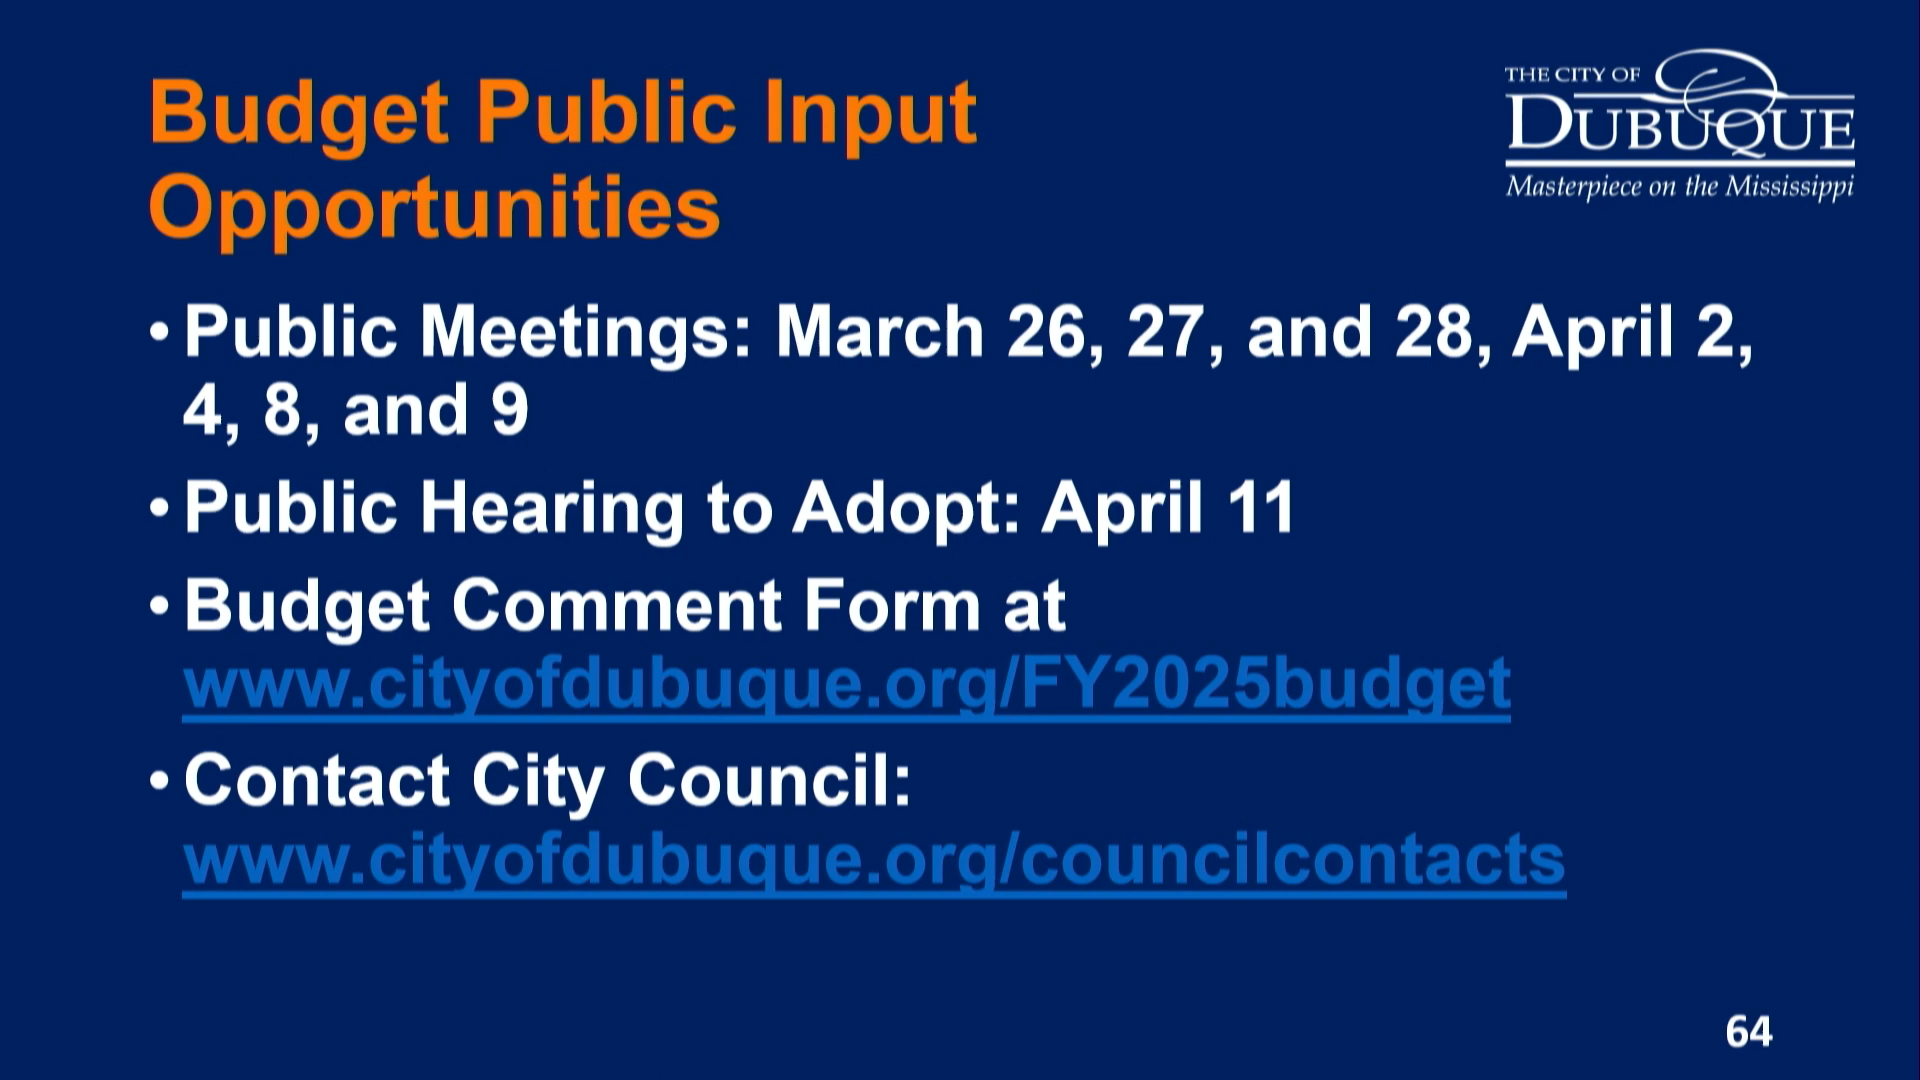 Budget Public Input
Opportunities
THE CITY OF
DUBUQUE
Masterpiece on the Mississippi
• Public Meetings: March 26, 27, and 28, April 2,
4, 8, and 9
• Public Hearing to Adopt: April 11
• Budget Comment Form at
www.cityofdubuque.org/FY2025budget
• Contact City Council:
www.cityofdubuque.org/councilcontacts
64